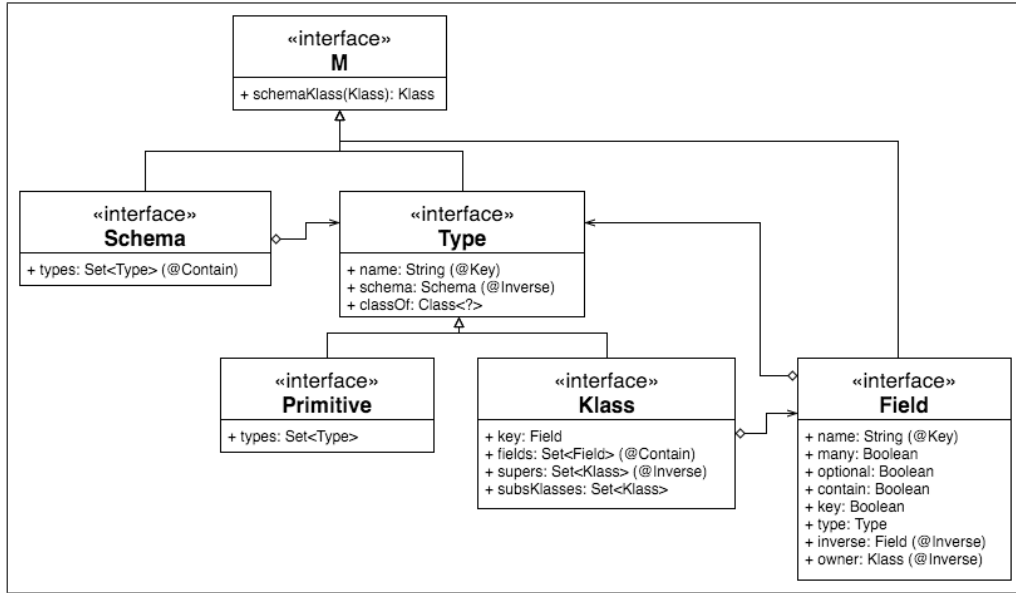 «interface»
M
+ schemaKlass(Klass): Klass
«interface»
Schema
+ types: Set<Type> (@Contain)
«interface»
Type
+ name: String (@Key)
+ schema: Schema (@Inverse)
+ classOf: Class<?>
«interface»
Primitive
+ types: Set<Type>
«interface»
Klass
+ key: Field
+ fields: Set<Field> (@Contain)
+ supers: Set<Klass> (@Inverse)
+ subsKlasses: Set<Klass>
«interface»
Field
+ name: String (@Key)
+ many: Boolean
+ optional: Boolean
+ contain: Boolean
+ key: Boolean
+ type: Type
+ inverse: Field (@Inverse)
+ owner: Klass (@Inverse)